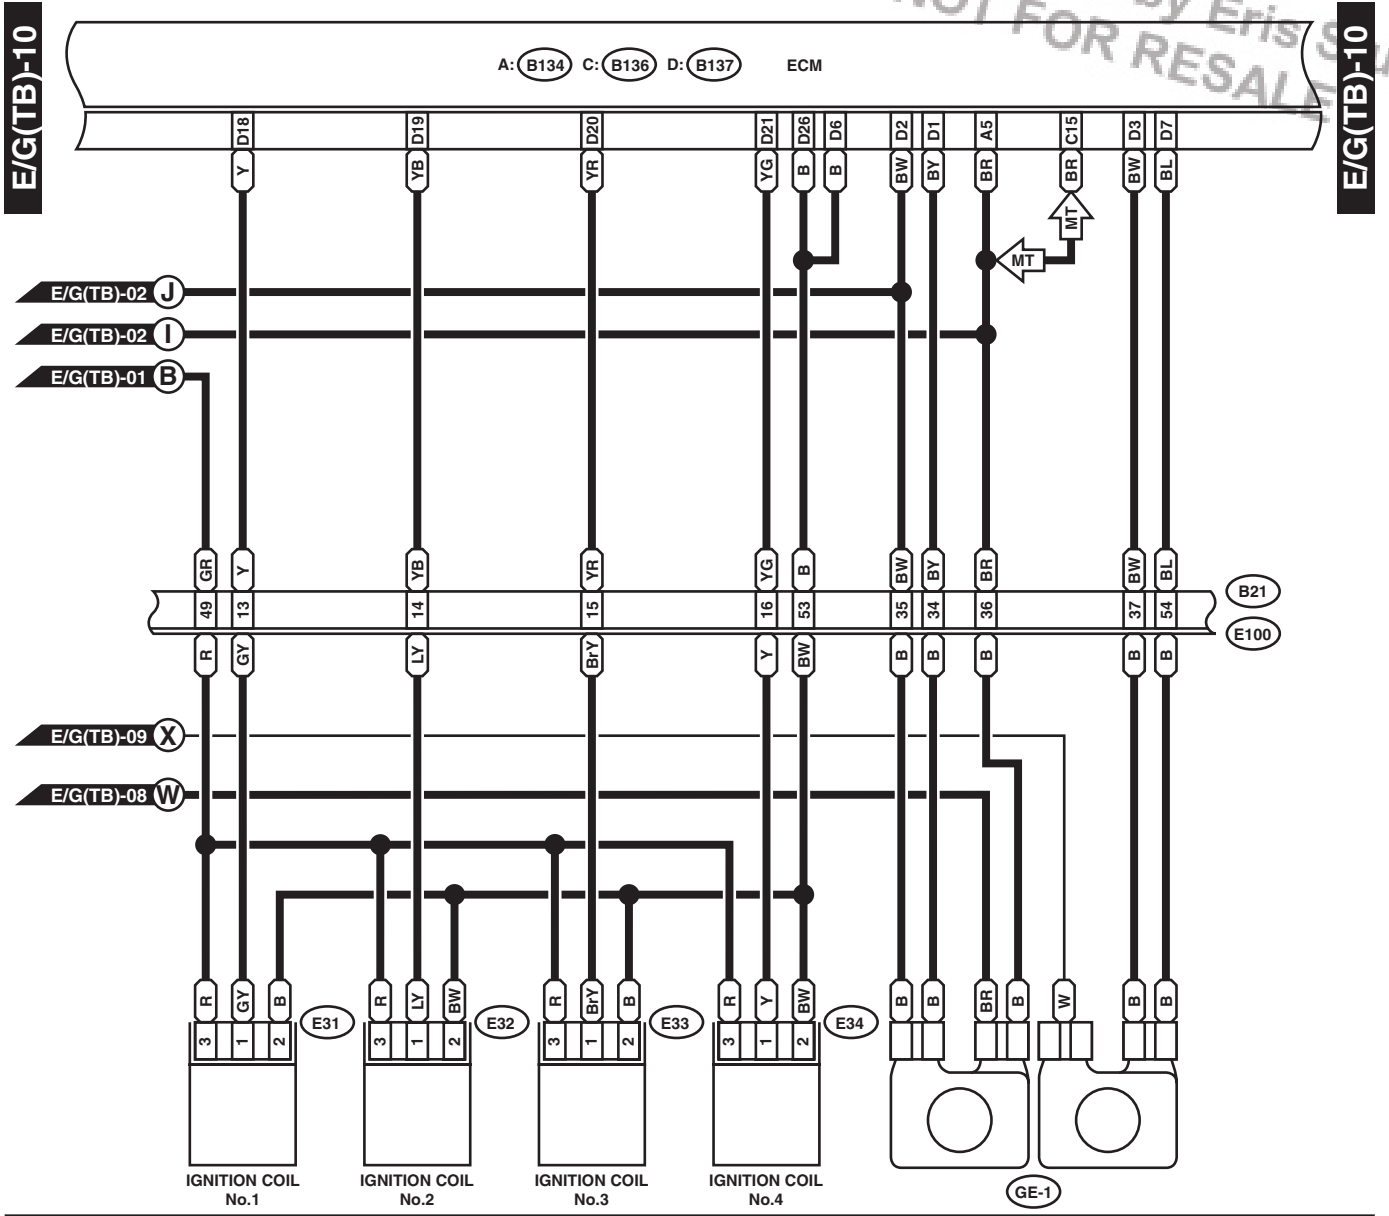 by Eris
NOT FOR RESALE
E/G(TB)-10
E/G(TB)-10
A: B134 C: B136 D: B137 ECM
D18 D19 D20 D21 D26 D6 D2 D1 A5 C15 D3 D7
Y YB YR YG B B BW BY BR BR BW BL
MT
MT
E/G(TB)-02 J
E/G(TB)-02 I
E/G(TB)-01 B
GR Y YB YR YG B BW BY BR BW BL
49 13 14 15 16 53 35 34 36 37 54
B21
E100
R GY LY BrY Y BW B B B B B
E/G(TB)-09 X
E/G(TB)-08 W
R GY B R LY BW R BrY B R Y BW B B BR B W B B
E31 E32 E33 E34
3 1 2 3 1 2 3 1 2 3 1 2
IGNITION COIL IGNITION COIL IGNITION COIL IGNITION COIL
No.1 No.2 No.3 No.4
GE-1